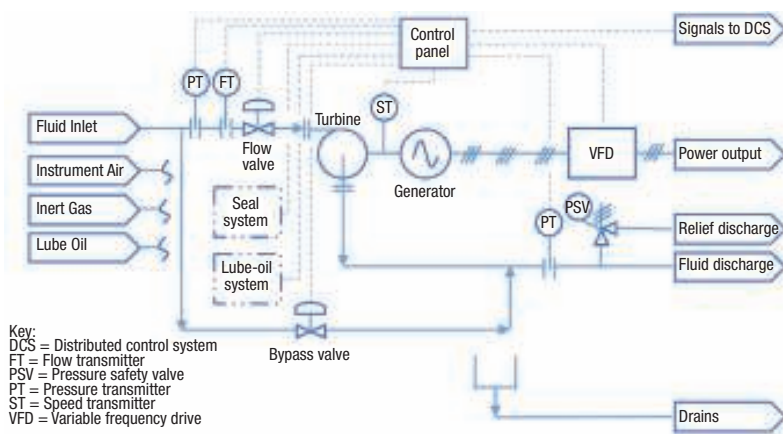 Control
panel
Signals to DCS
PT
FT
ST
Fluid Inlet
Turbine
Flow
valve
VFD
Power output
Instrument Air
Generator
Inert Gas
Seal
system
PSV
PT
Relief discharge
Lube Oil
Lube-oil
system
Fluid discharge
Bypass valve
Key:
DCS = Distributed control system
FT = Flow transmitter
PSV = Pressure safety valve
PT = Pressure transmitter
ST = Speed transmitter
VFD = Variable frequency drive
Drains